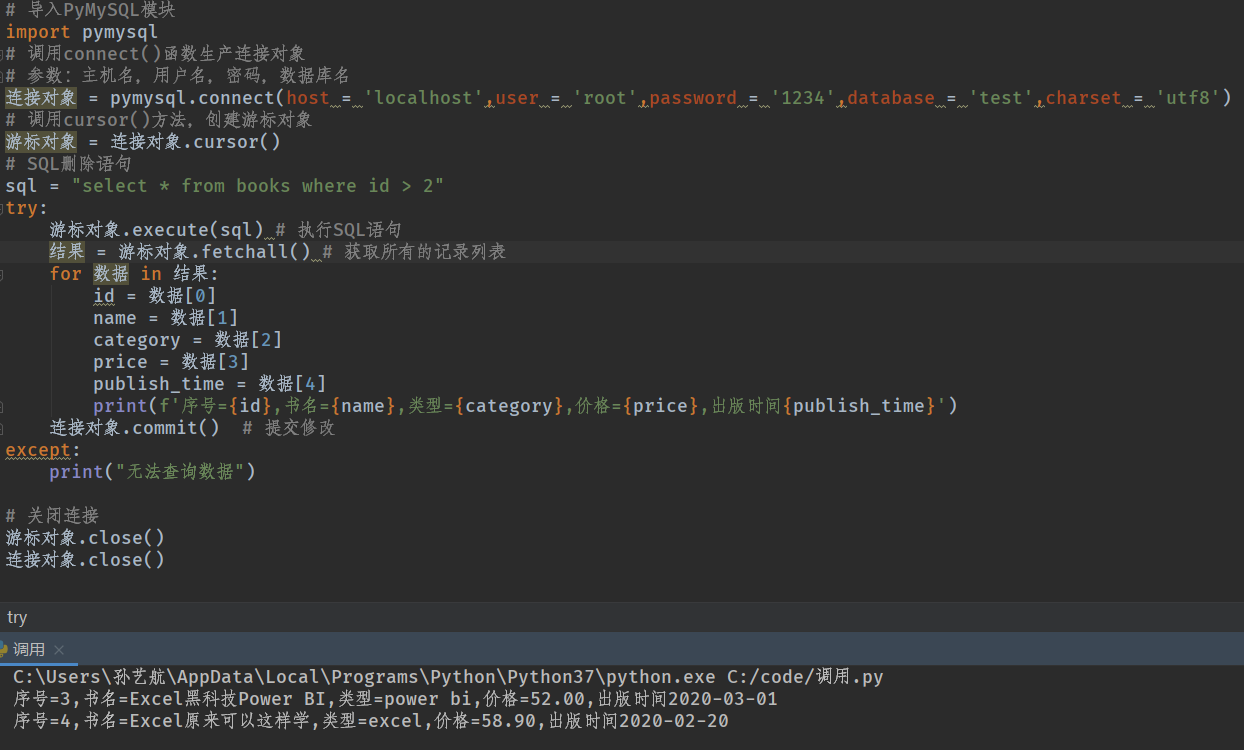 # 导入PyMySQL模块
import pymysql
# 调用connect()函数生产连接对象
# 参数: 主机名, 用户名, 密码, 数据库名
连接对象 = pymysql.connect(host = 'localhost',user = 'root',password = '1234',database = 'test',charset = 'utf8')
# 调用cursor()方法, 创建游标对象
游标对象 = 连接对象.cursor()
# SQL删除语句
sql = "select * from books where id > 2"
try:
    游标对象.execute(sql) # 执行SQL语句
    结果 = 游标对象.fetchall() # 获取所有的记录列表
    for 数据 in 结果:
        id = 数据[0]
        name = 数据[1]
        category = 数据[2]
        price = 数据[3]
        publish_time = 数据[4]
        print(f'序号={id},书名={name},类型={category},价格={price},出版时间{publish_time}')
    连接对象.commit()  # 提交修改
except:
    print("无法查询数据")
# 关闭连接
游标对象.close()
连接对象.close()
try
调用 ×
C:\Users\孙艺航\AppData\Local\Programs\Python\Python37\python.exe C:/code/调用.py
序号=3,书名=Excel黑科技Power BI,类型=power bi,价格=52.00,出版时间2020-03-01
序号=4,书名=Excel原来可以这样学,类型=excel,价格=58.90,出版时间2020-02-20